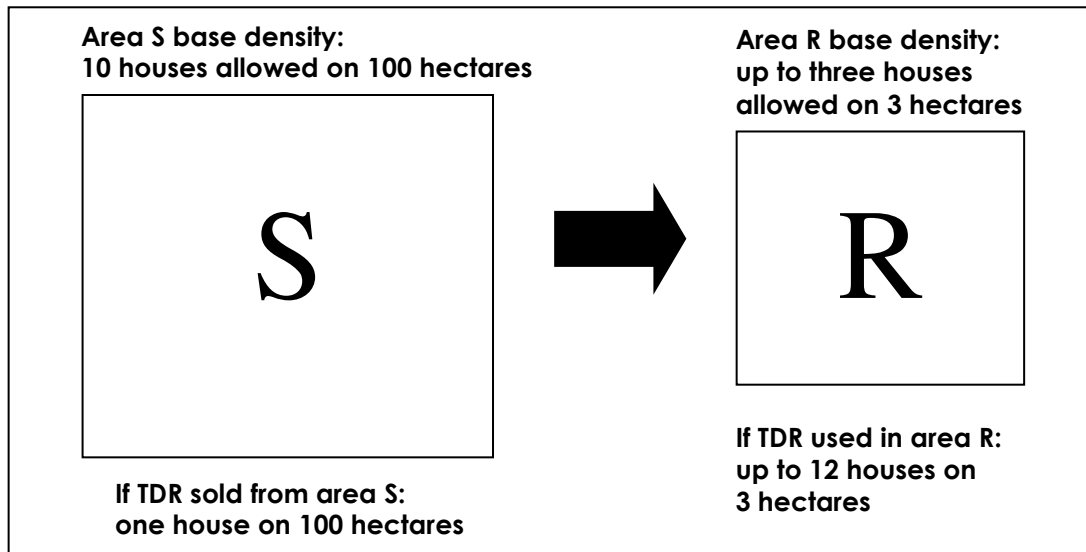 Area S base density:
10 houses allowed on 100 hectares
S
If TDR sold from area S:
one house on 100 hectares
Area R base density:
up to three houses
allowed on 3 hectares
R
If TDR used in area R:
up to 12 houses on
3 hectares